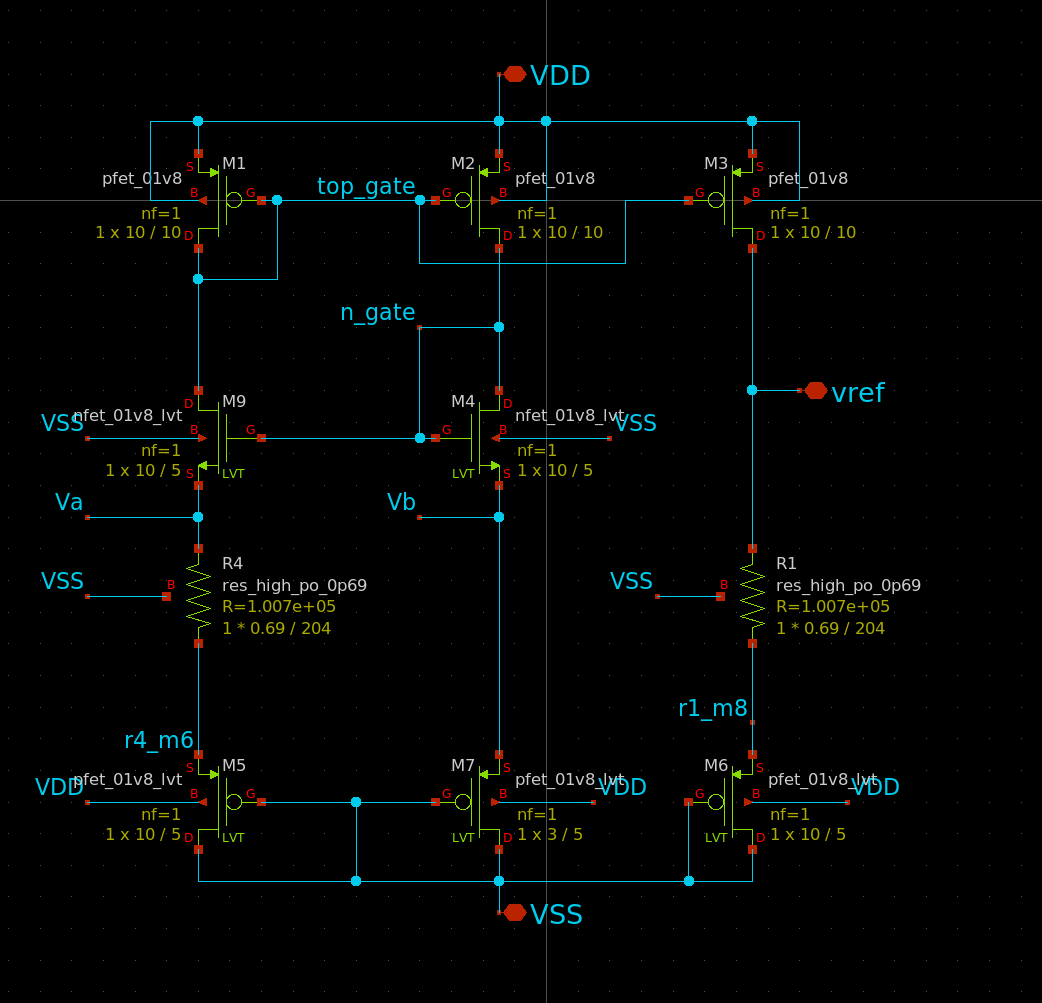 VDD
M1
M2
M3
S
S
S
pfet_01v8
pfet_01v8
pfet_01v8
top_gate
B
G
G
B
G
B
nf=1
nf=1
nf=1
1 x 10 / 10
1 x 10 / 10
1 x 10 / 10
D
D
D
n_gate
vref
M9
M4
D
D
nfet_01v8_lvt
nfet_01v8_lvt
VSS
VSS
B
G
G
B
nf=1
nf=1
1 x 10 / 5
1 x 10 / 5
S
LVT
LVT
S
Va
Vb
R4
R1
VSS
VSS
B
B
res_high_po_0p69
res_high_po_0p69
R=1.007e+05
R=1.007e+05
1 * 0.69 / 204
1 * 0.69 / 204
r1_m8
r4_m6
M5
M7
M6
S
S
S
pfet_01v8_lvt
pfet_01v8_lvt
pfet_01v8_lvt
VDD
VDD
VDD
B
G
G
B
G
B
nf=1
nf=1
nf=1
1 x 10 / 5
1 x 3 / 5
1 x 10 / 5
D
LVT
LVT
D
LVT
D
VSS